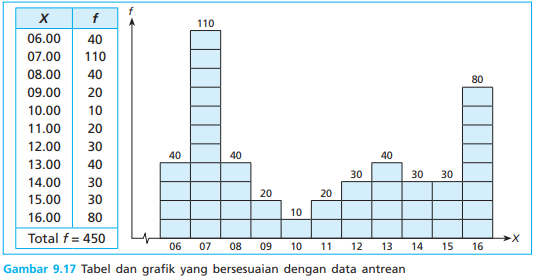 X f
06.00 40
07.00 110
08.00 40
09.00 20
10.00 10
11.00 20
12.00 30
13.00 40
14.00 30
15.00 30
16.00 80
Total f = 450
f
110
40 40 20 10 20 30 40 30 30 80
06 07 08 09 10 11 12 13 14 15 16 X
Gambar 9.17 Tabel dan grafik yang bersesuaian dengan data antrean